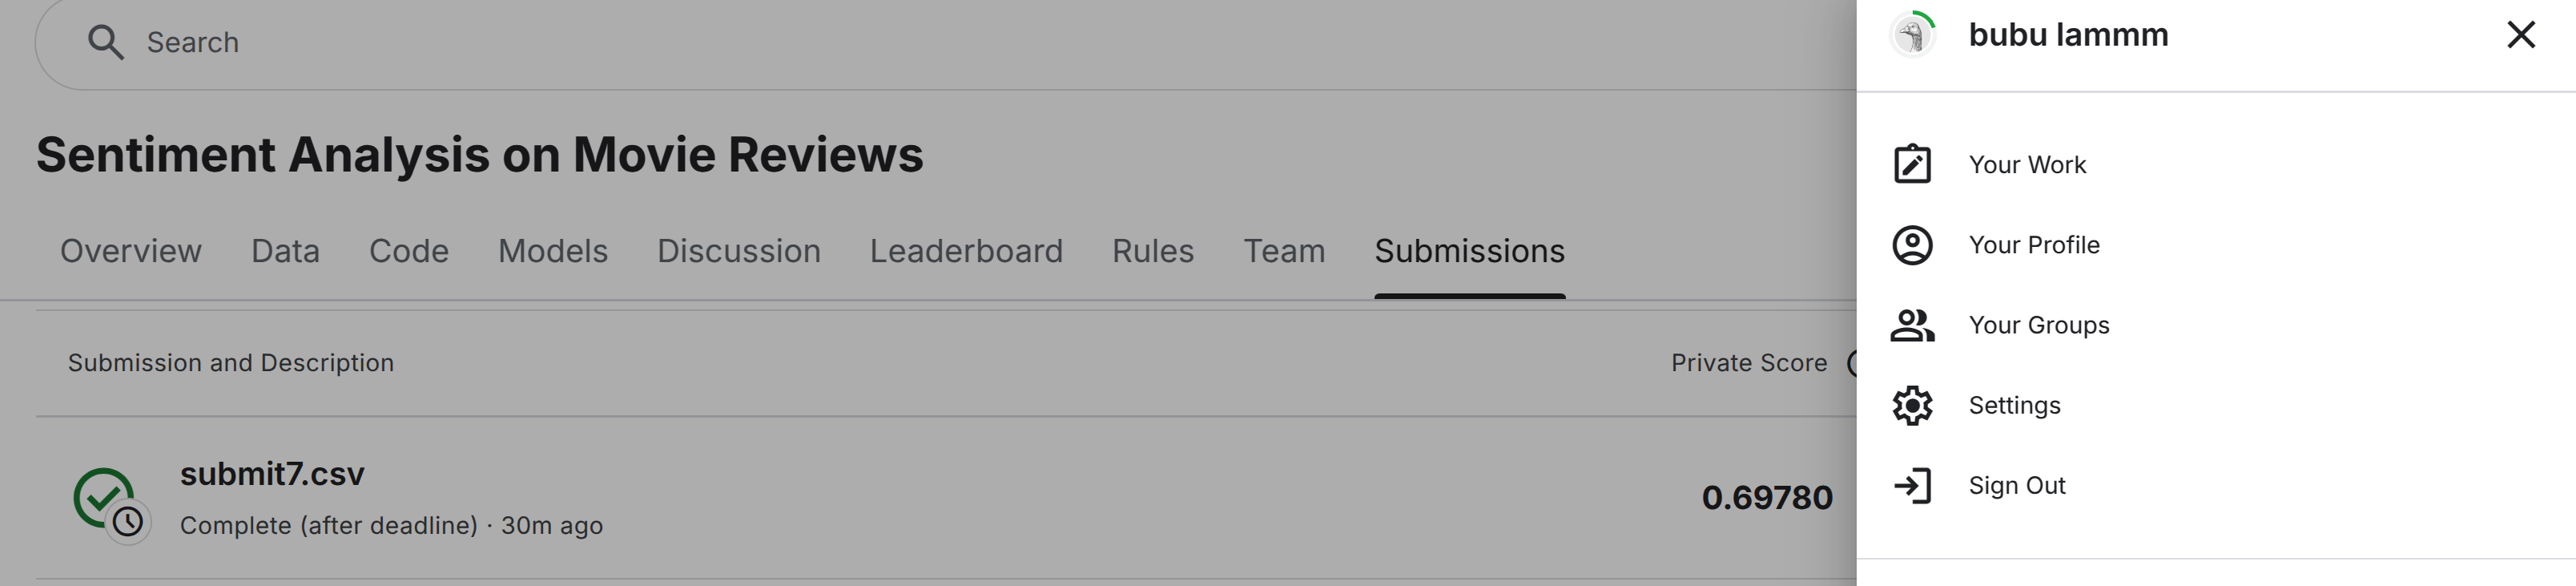 Search
Sentiment Analysis on Movie Reviews
Overview Data Code Models Discussion Leaderboard Rules Team Submissions
Submission and Description Private Score
submit7.csv
Complete (after deadline) · 30m ago
0.69780
bubu lammm
Your Work
Your Profile
Your Groups
Settings
Sign Out